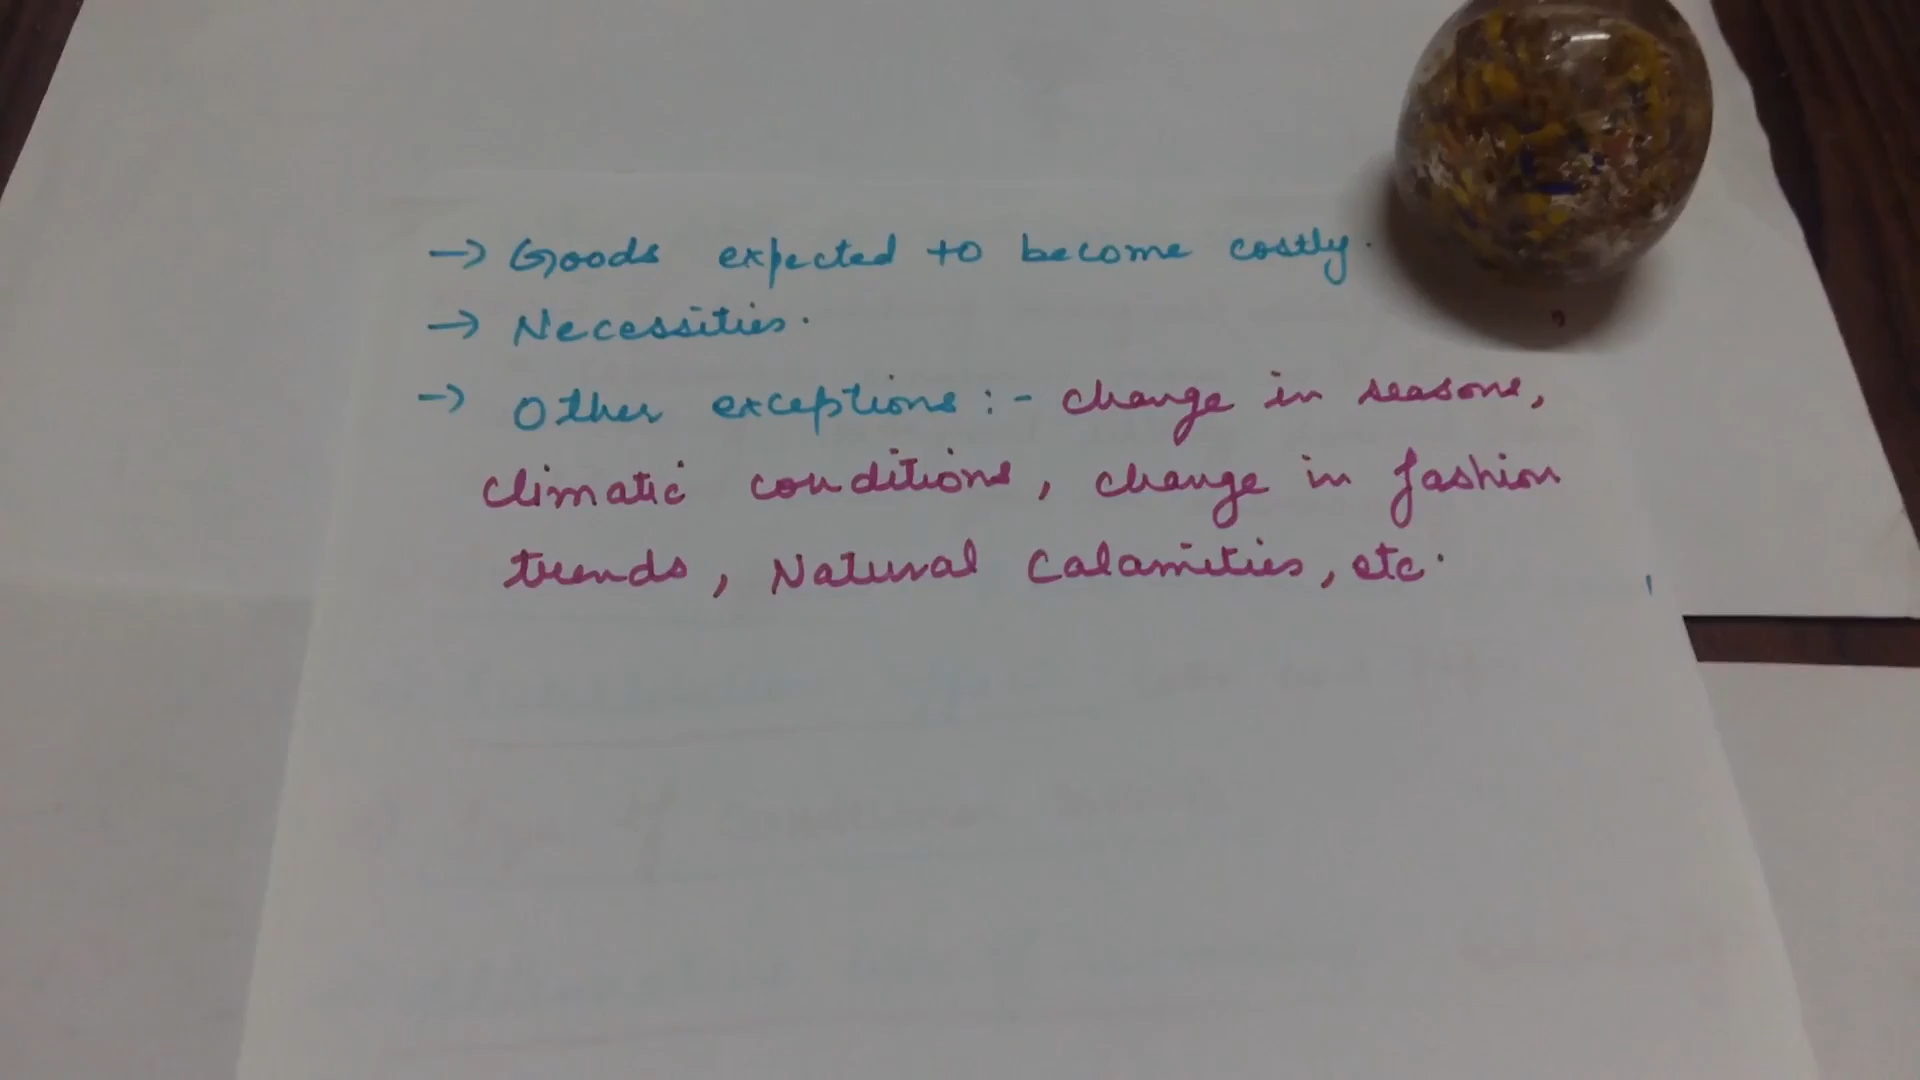 → Goods expected to become costly.
→ Necessities.
→ Other exceptions :- change in seasons,
climatic conditions, change in fashion
trends, Natural Calamities, etc.